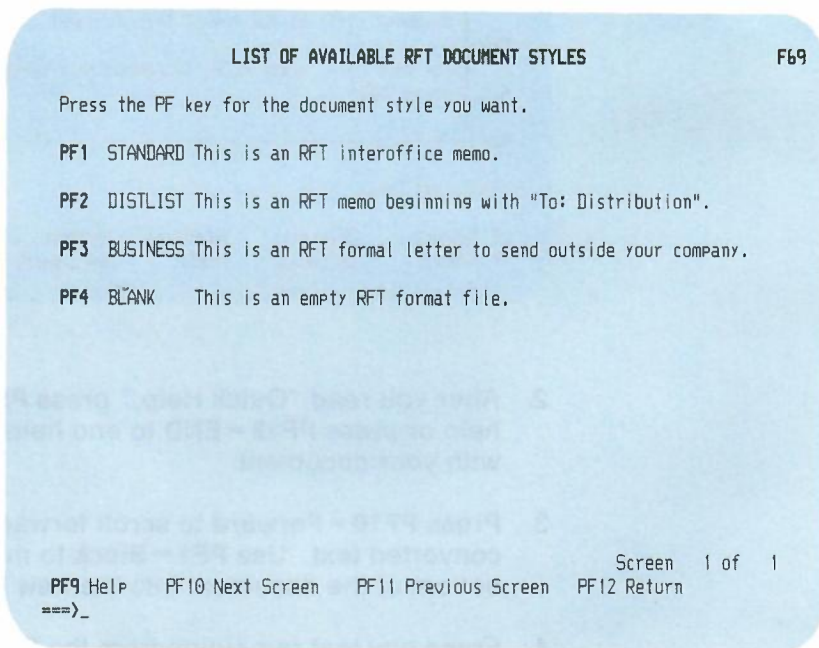 LIST OF AVAILABLE RFT DOCUMENT STYLES F69
Press the PF key for the document style you want.
PF1 STANDARD This is an RFT interoffice memo.
PF2 DISTLIST This is an RFT memo beginning with "To: Distribution".
PF3 BUSINESS This is an RFT formal letter to send outside your company.
PF4 BLANK This is an empty RFT format file.
Screen 1 of 1
PF9 Help PF10 Next Screen PF11 Previous Screen PF12 Return
===>_